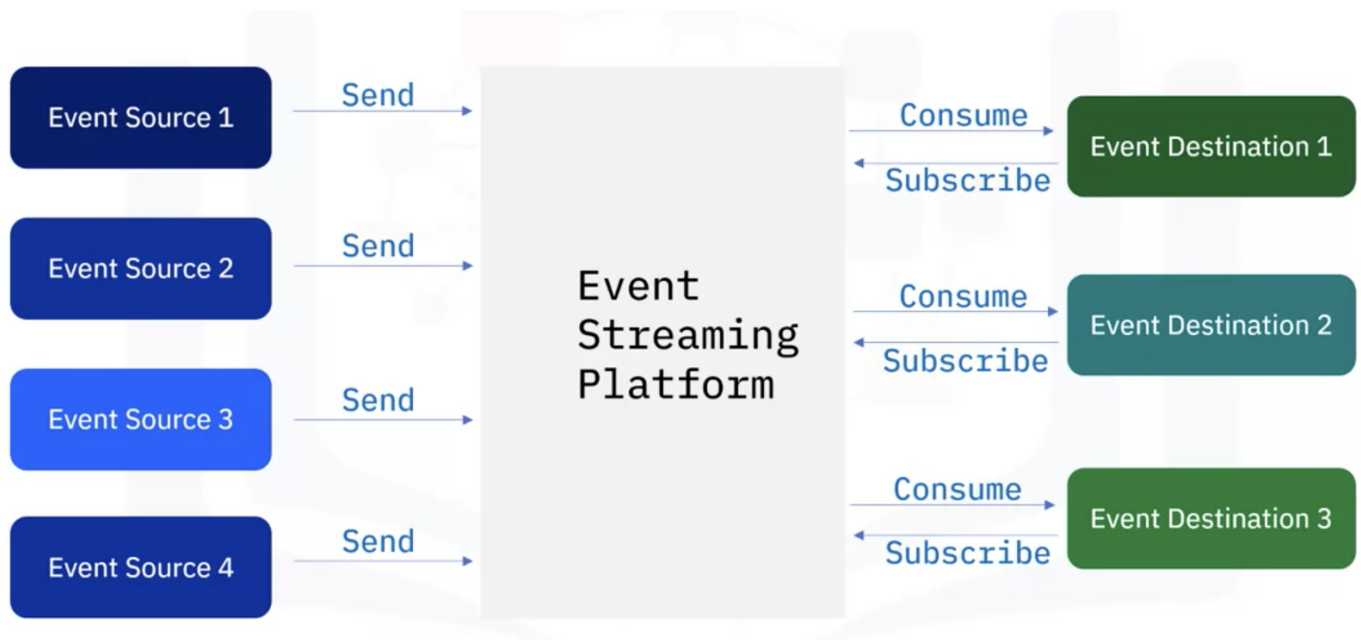 Event Source 1
Send
Event Source 2
Send
Event Source 3
Send
Event Source 4
Send
Event
Streaming
Platform
Consume
Subscribe
Event Destination 1
Consume
Subscribe
Event Destination 2
Consume
Subscribe
Event Destination 3